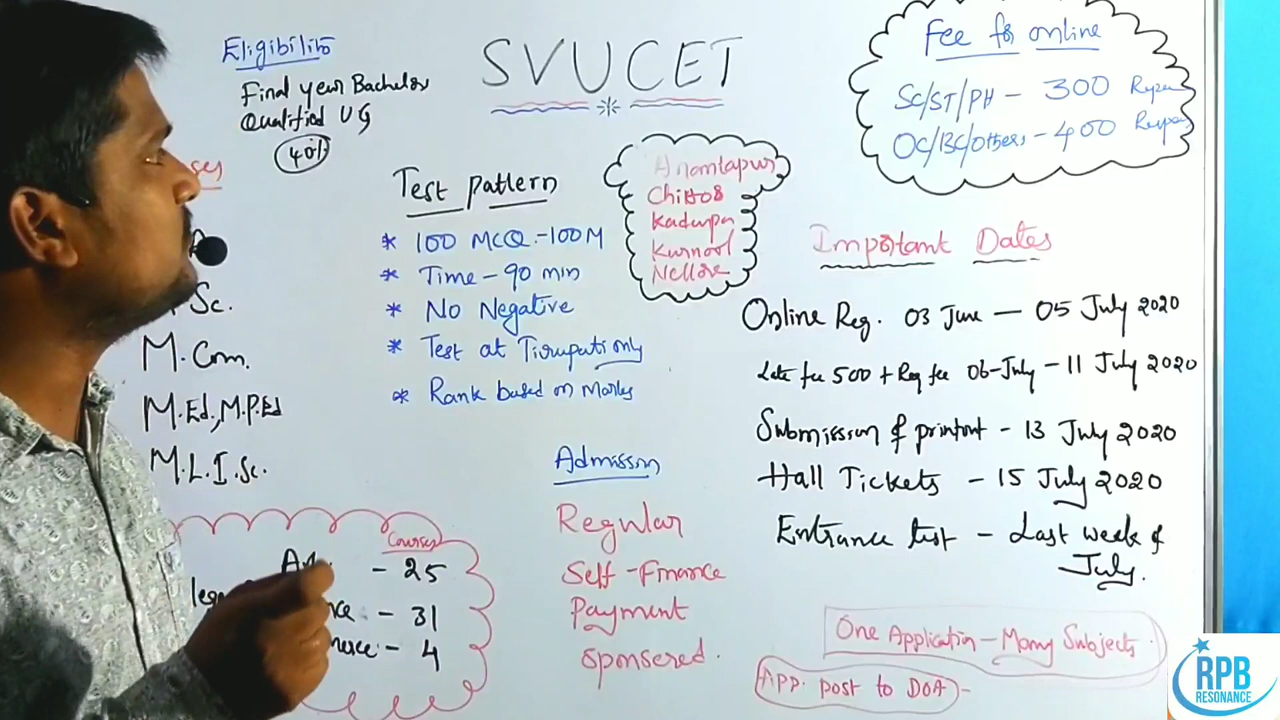 SVUCET
Eligibility
Final year Bachelor
Qualified UG
40%
Sc.
M.Com.
M.Ed., M.P.Ed
M.L.I.Sc.
Test pattern
* 100 MCQ - 100M
* Time - 90 min
* No Negative
* Test at Tirupati only
* Rank based on Marks
Anantapur
Chittoor
Kadapa
Kurnool
Nellore
Fee for online
SC/ST/PH - 300
OC/BC/Others - 400
Important Dates
Online Reg. 03 June - 05 July 2020
Late fee 500 + Reg fee 06-July - 11 July 2020
Submission of printout - 13 July 2020
Hall Tickets - 15 July 2020
Entrance test - Last week of
July.
Admission
Regular
Self-Finance
Payment
Sponsered.
Courses
- 25
- 31
- 4
One Application - Many Subjects.
App. post to DOA -
RPB
RESONANCE